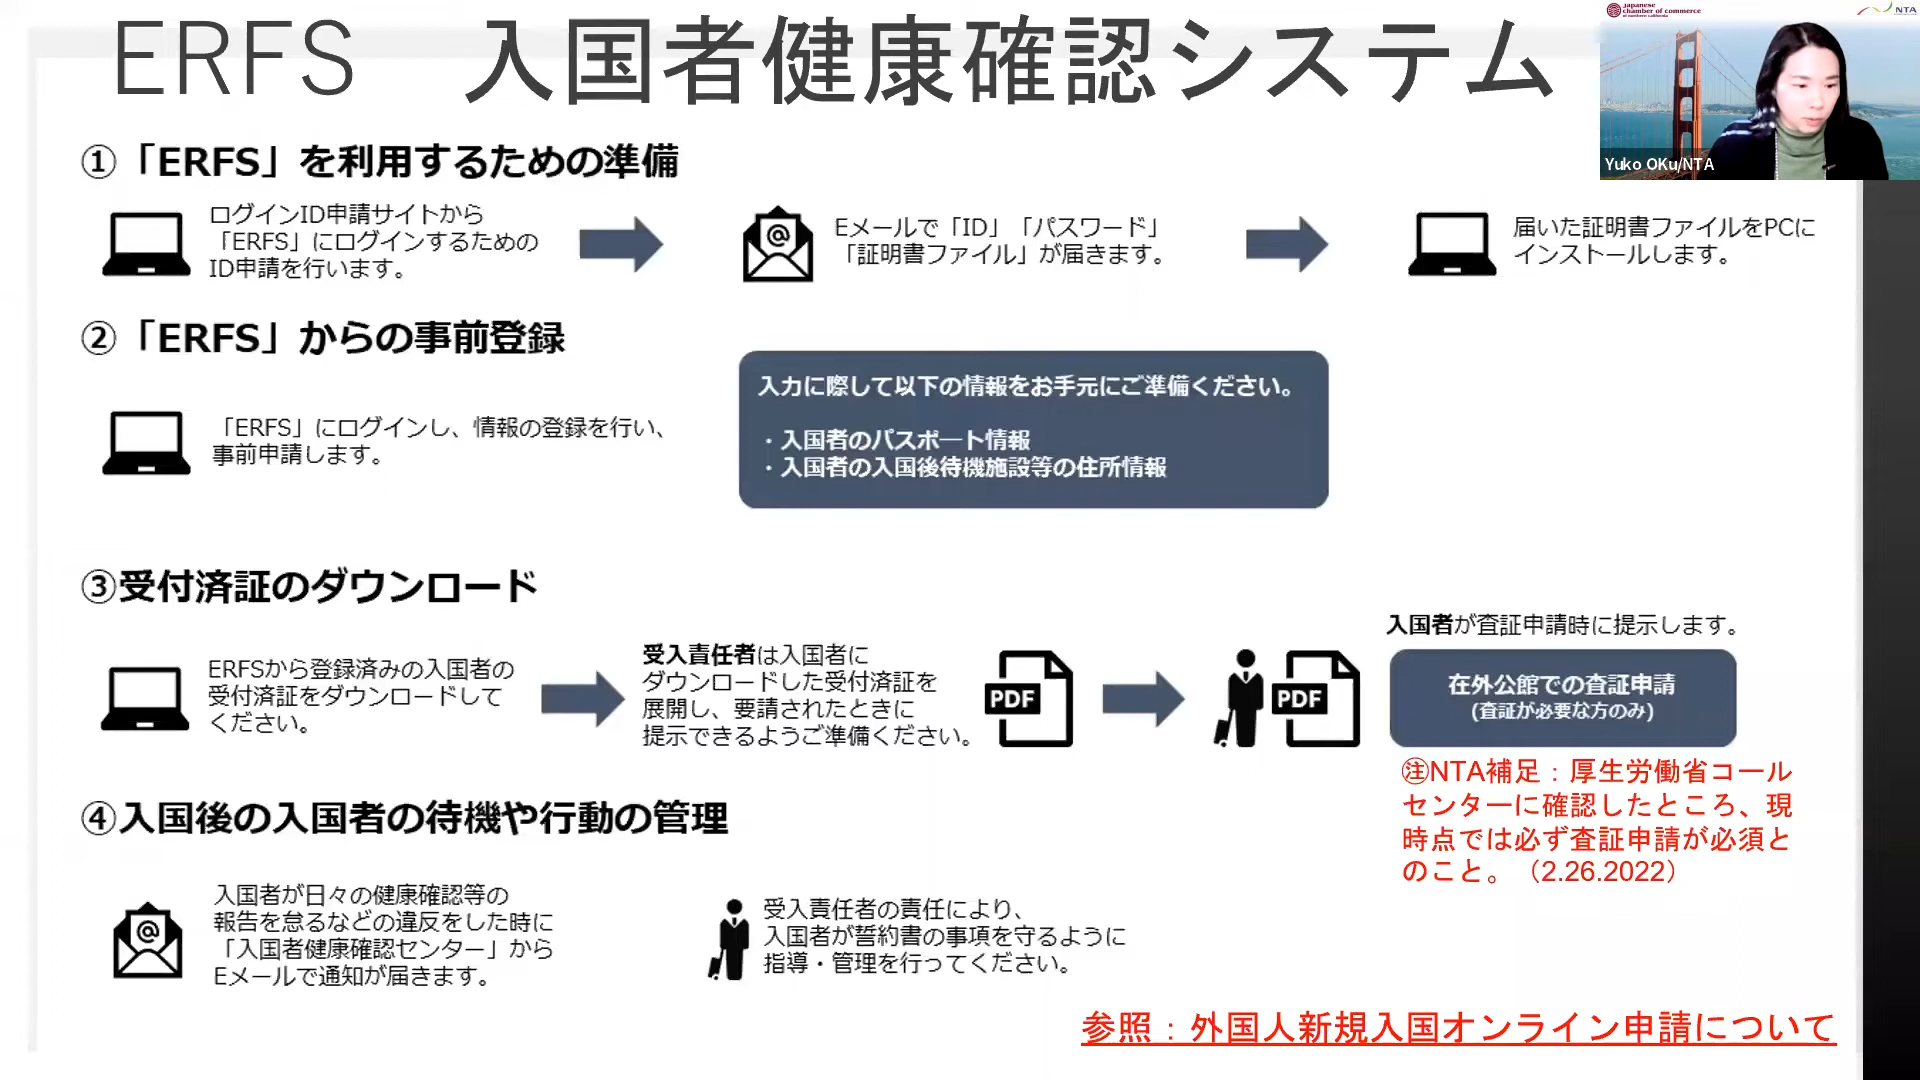 ERFS　入国者健康確認システム
japanese
chamber of commerce
of northern california
NTA
Yuko OKu/NTA
①「ERFS」を利用するための準備
ログインID申請サイトから
「ERFS」にログインするための
ID申請を行います。
Eメールで「ID」「パスワード」
「証明書ファイル」が届きます。
届いた証明書ファイルをPCに
インストールします。
②「ERFS」からの事前登録
「ERFS」にログインし、情報の登録を行い、
事前申請します。
入力に際して以下の情報をお手元にご準備ください。
・入国者のパスポート情報
・入国者の入国後待機施設等の住所情報
③受付済証のダウンロード
ERFSから登録済みの入国者の
受付済証をダウンロードして
ください。
受入責任者は入国者に
ダウンロードした受付済証を
展開し、要請されたときに
提示できるようご準備ください。
PDF
PDF
入国者が査証申請時に提示します。
在外公館での査証申請
(査証が必要な方のみ)
㊟NTA補足：厚生労働省コール
センターに確認したところ、現
時点では必ず査証申請が必須と
のこと。（2.26.2022）
④入国後の入国者の待機や行動の管理
入国者が日々の健康確認等の
報告を怠るなどの違反をした時に
「入国者健康確認センター」から
Eメールで通知が届きます。
受入責任者の責任により、
入国者が誓約書の事項を守るように
指導・管理を行ってください。
参照：外国人新規入国オンライン申請について